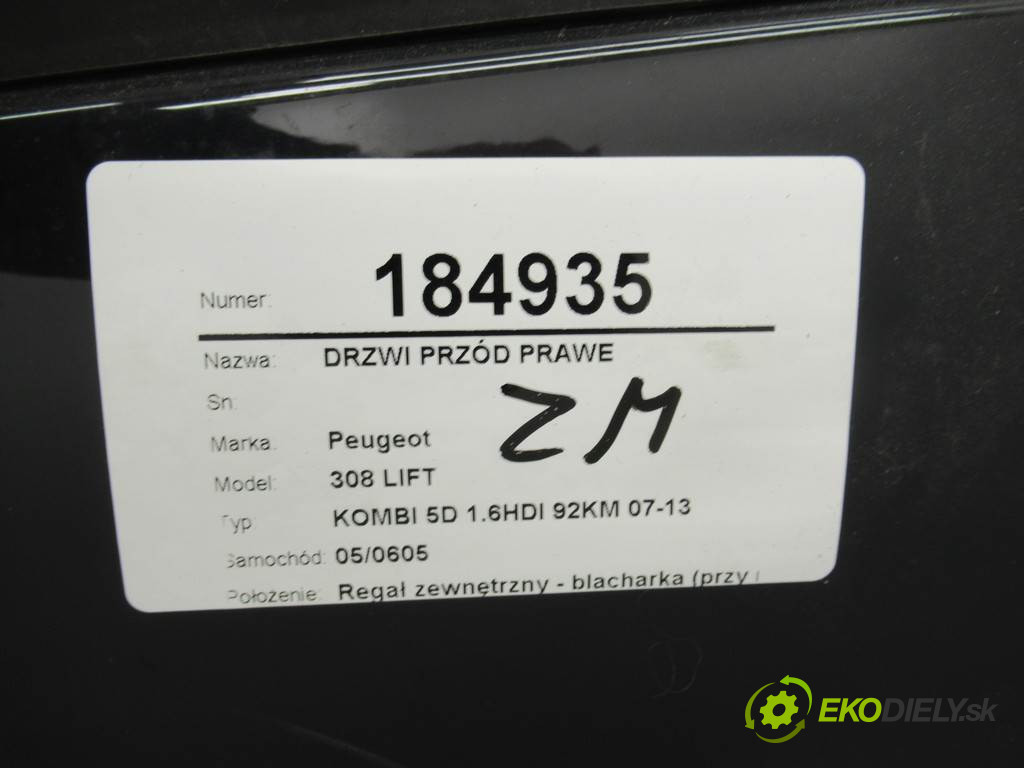 Numer: 184935
Nazwa: DRZWI PRZÓD PRAWE
Sn:
ZM
Marka: Peugeot
Model: 308 LIFT
Typ: KOMBI 5D 1.6HDI 92KM 07-13
Samochód: 05/0605
Położenie: Regał zewnętrzny - blacharka (przy
EKODIELY.sk